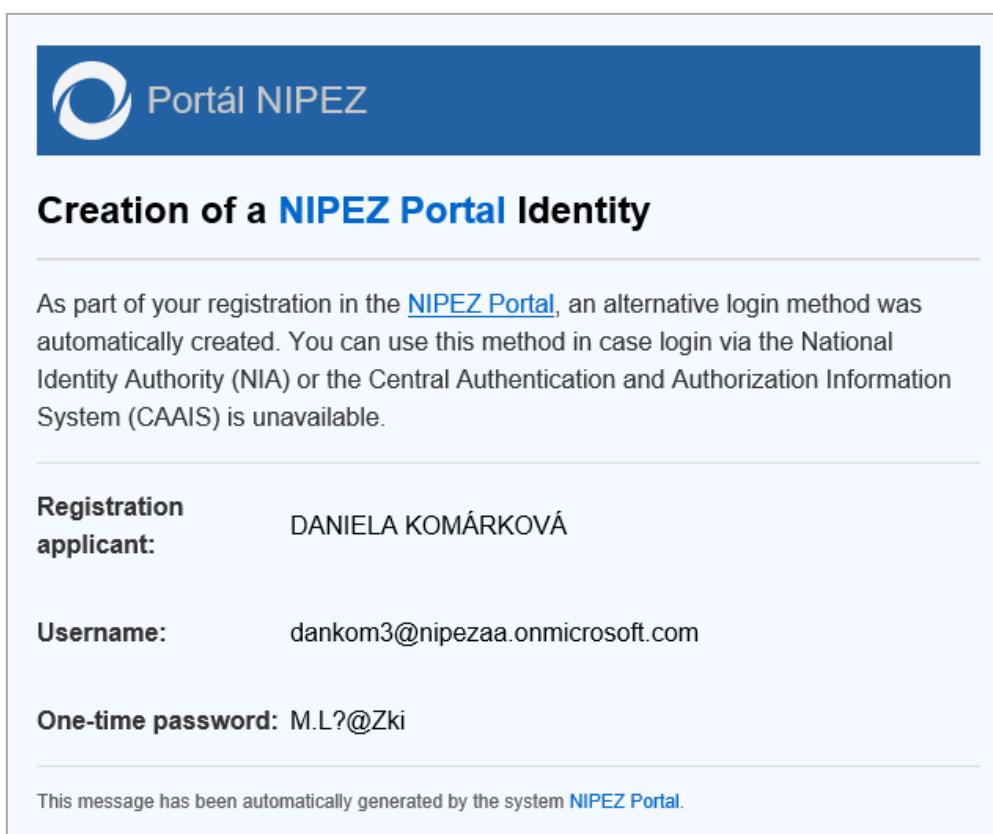 Portál NIPEZ
Creation of a NIPEZ Portal Identity
As part of your registration in the NIPEZ Portal, an alternative login method was
automatically created. You can use this method in case login via the National
Identity Authority (NIA) or the Central Authentication and Authorization Information
System (CAAIS) is unavailable.
Registration
applicant:
DANIELA KOMÁRKOVÁ
Username: dankom3@nipezaa.onmicrosoft.com
One-time password: M.L?@Zki
This message has been automatically generated by the system NIPEZ Portal.